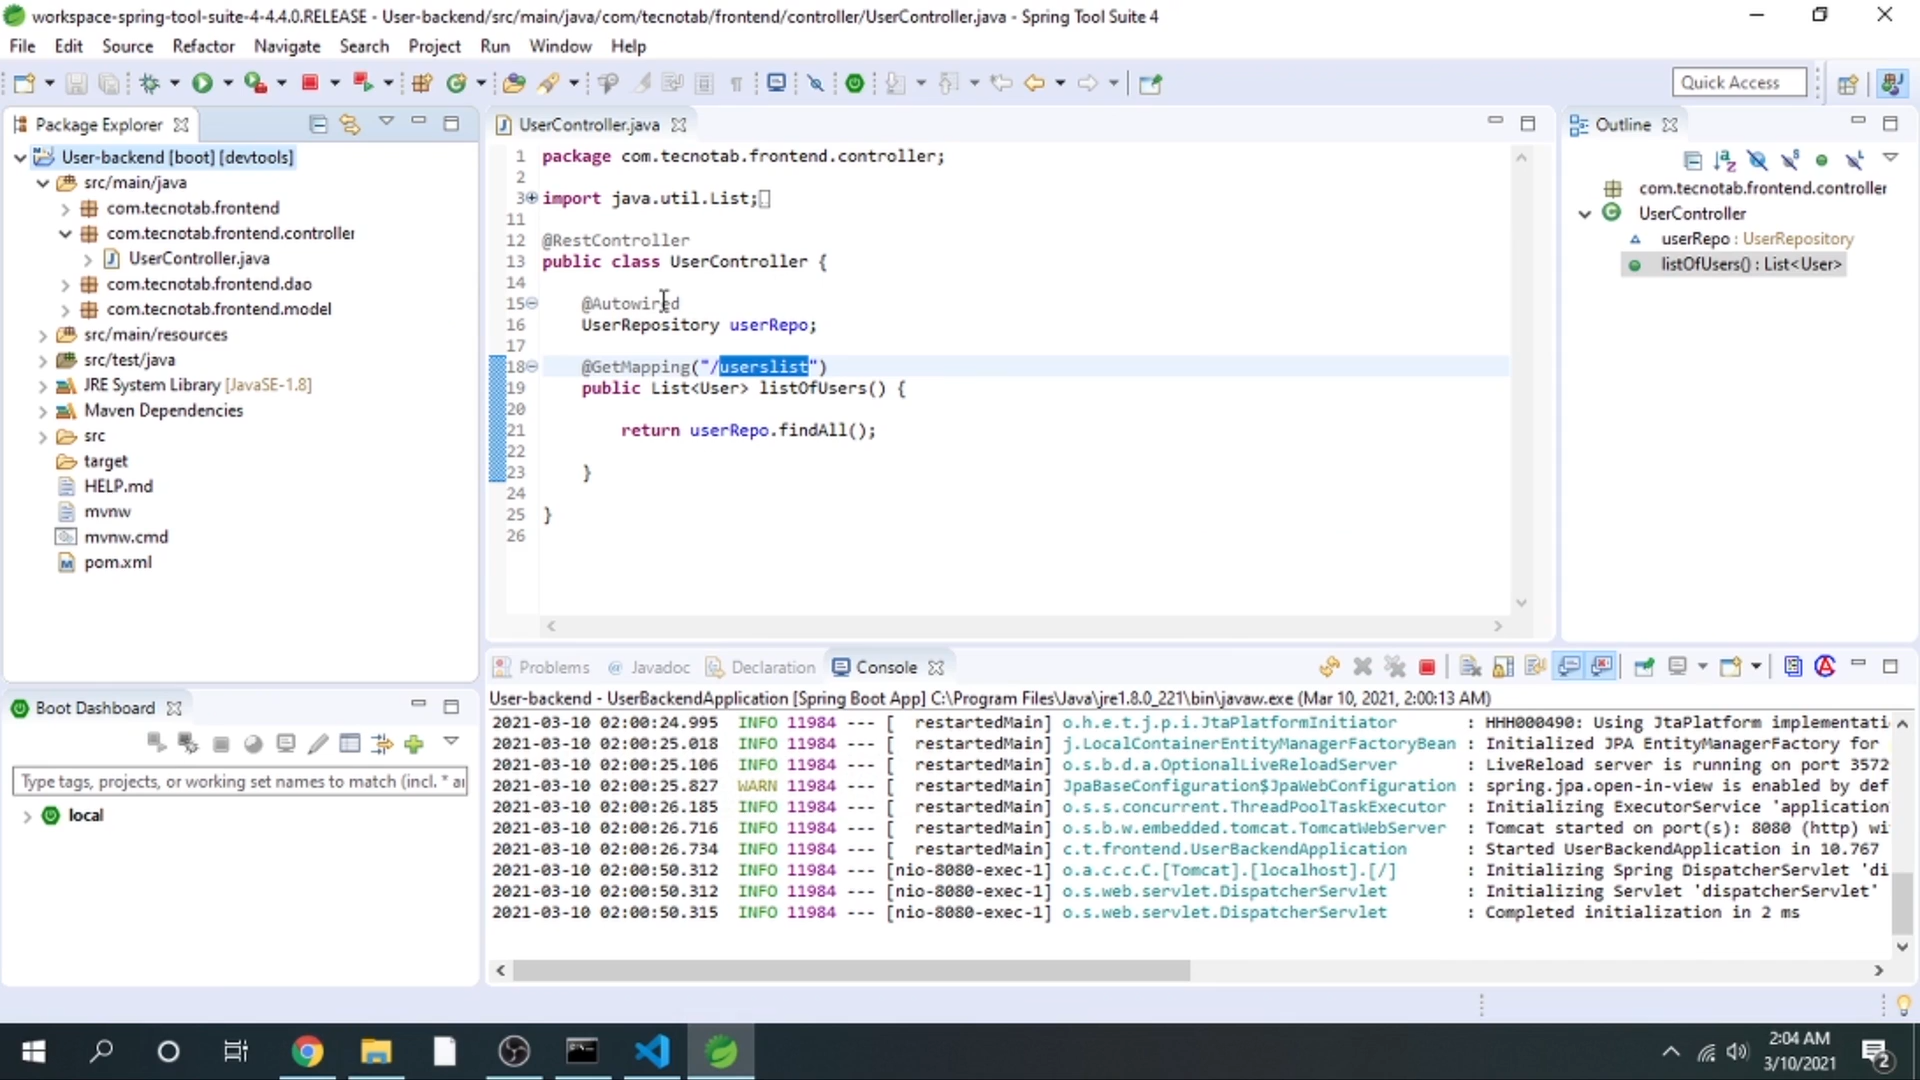 workspace-spring-tool-suite-4-4.4.0.RELEASE - User-backend/src/main/java/com/tecnotab/frontend/controller/UserController.java - Spring Tool Suite 4
File Edit Source Refactor Navigate Search Project Run Window Help
Quick Access
Package Explorer
User-backend [boot] [devtools]
src/main/java
com.tecnotab.frontend
com.tecnotab.frontend.controller
UserController.java
com.tecnotab.frontend.dao
com.tecnotab.frontend.model
src/main/resources
src/test/java
JRE System Library [JavaSE-1.8]
Maven Dependencies
src
target
HELP.md
mvnw
mvnw.cmd
pom.xml
Boot Dashboard
Type tags, projects, or working set names to match (incl. * a
local
UserController.java
1 package com.tecnotab.frontend.controller;
2
3 import java.util.List;
11
12 @RestController
13 public class UserController {
14
15 @Autowired
16 UserRepository userRepo;
17
18 @GetMapping("/userslist")
19 public List<User> listOfUsers() {
20
21 return userRepo.findAll();
22
23 }
24
25 }
26
Outline
com.tecnotab.frontend.controller
UserController
userRepo : UserRepository
listOfUsers() : List<User>
Problems @ Javadoc Declaration Console
User-backend - UserBackendApplication [Spring Boot App] C:\Program Files\Java\jre1.8.0_221\bin\javaw.exe (Mar 10, 2021, 2:00:13 AM)
2021-03-10 02:00:24.995 INFO 11984 --- [ restartedMain] o.h.e.t.j.p.i.JtaPlatformInitiator : HHH000490: Using JtaPlatform implementati
2021-03-10 02:00:25.018 INFO 11984 --- [ restartedMain] j.LocalContainerEntityManagerFactoryBean : Initialized JPA EntityManagerFactory for
2021-03-10 02:00:25.106 INFO 11984 --- [ restartedMain] o.s.b.d.a.OptionalLiveReloadServer : LiveReload server is running on port 3572
2021-03-10 02:00:25.827 WARN 11984 --- [ restartedMain] JpaBaseConfiguration$JpaWebConfiguration : spring.jpa.open-in-view is enabled by def
2021-03-10 02:00:26.185 INFO 11984 --- [ restartedMain] o.s.s.concurrent.ThreadPoolTaskExecutor : Initializing ExecutorService 'application
2021-03-10 02:00:26.716 INFO 11984 --- [ restartedMain] o.s.b.w.embedded.tomcat.TomcatWebServer : Tomcat started on port(s): 8080 (http) wi
2021-03-10 02:00:26.734 INFO 11984 --- [ restartedMain] c.t.frontend.UserBackendApplication : Started UserBackendApplication in 10.767
2021-03-10 02:00:50.312 INFO 11984 --- [nio-8080-exec-1] o.a.c.c.C.[Tomcat].[localhost].[/] : Initializing Spring DispatcherServlet 'di
2021-03-10 02:00:50.312 INFO 11984 --- [nio-8080-exec-1] o.s.web.servlet.DispatcherServlet : Initializing Servlet 'dispatcherServlet'
2021-03-10 02:00:50.315 INFO 11984 --- [nio-8080-exec-1] o.s.web.servlet.DispatcherServlet : Completed initialization in 2 ms
2:04 AM
3/10/2021
2